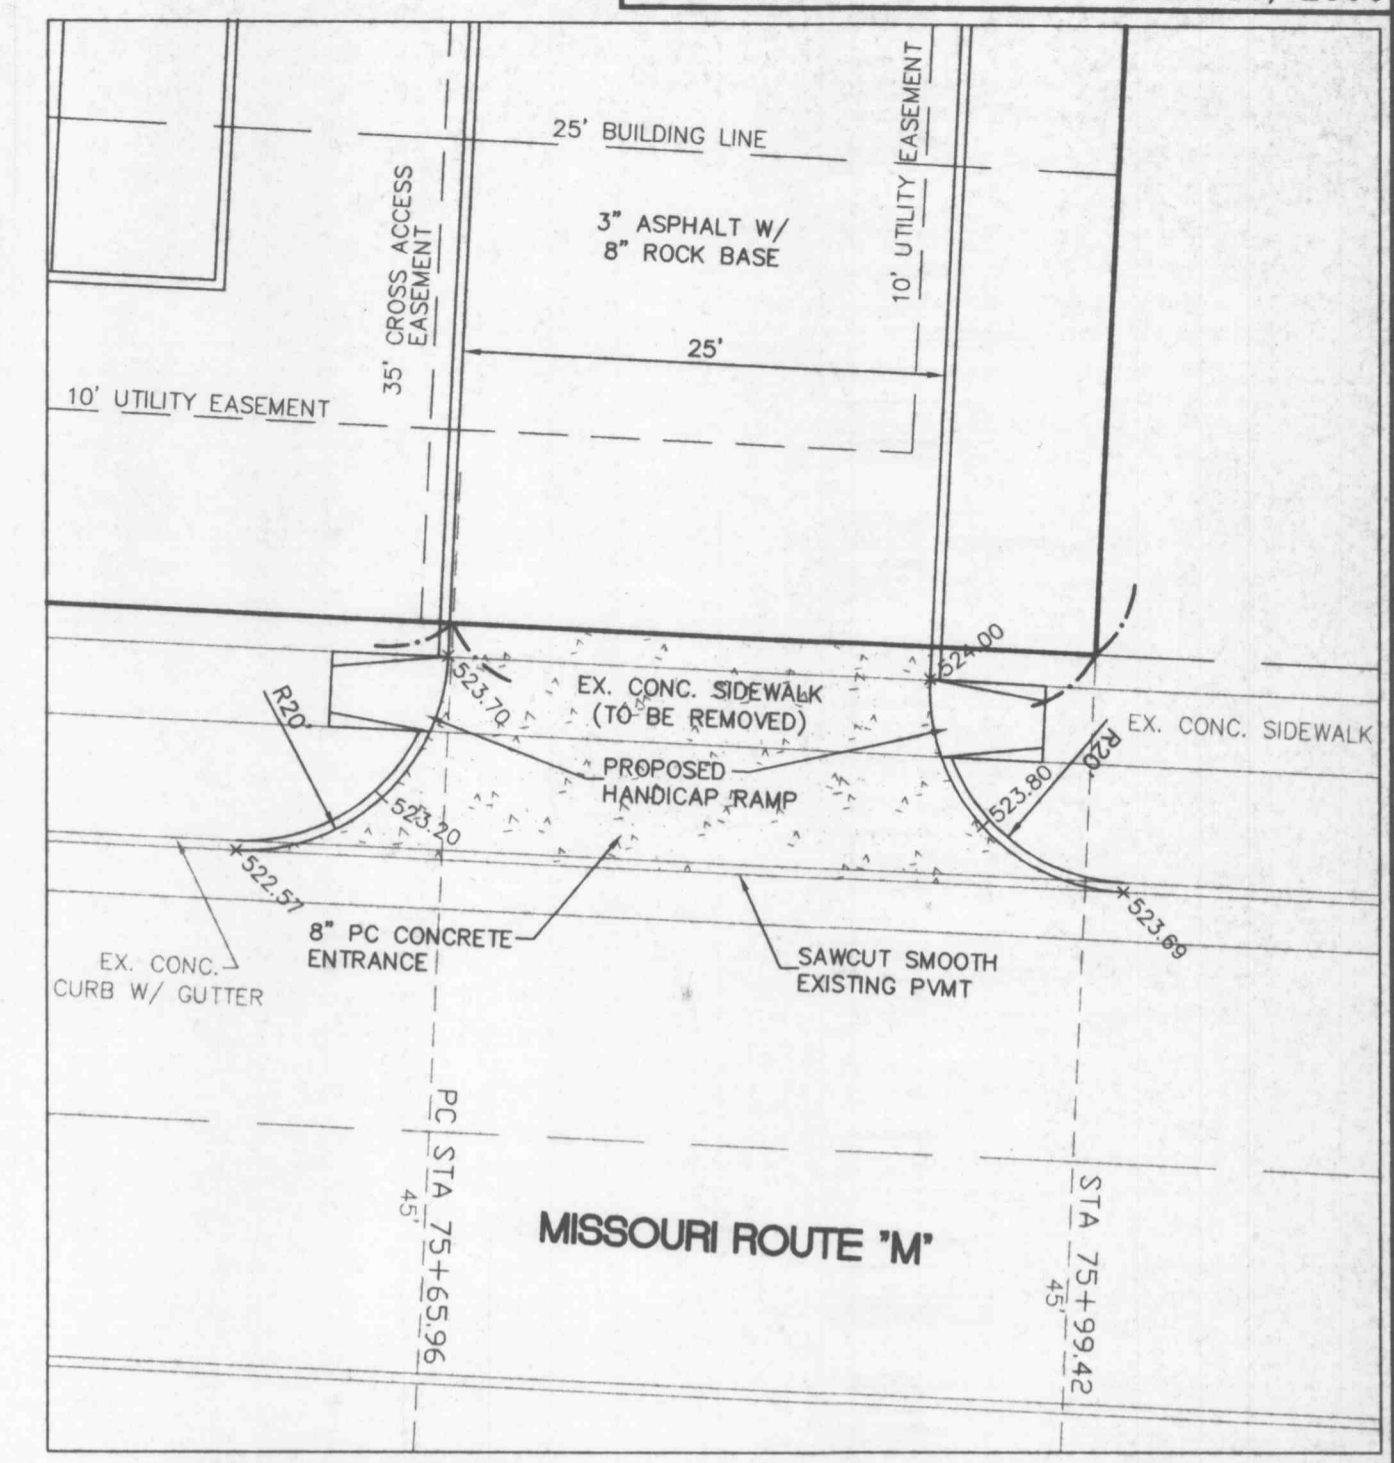 25' BUILDING LINE
10' UTILITY EASEMENT
35' CROSS ACCESS
EASEMENT
3" ASPHALT W/
8" ROCK BASE
25'
10' UTILITY EASEMENT
524.00
523.70
EX. CONC. SIDEWALK
(TO BE REMOVED)
R20'
R20'
EX. CONC. SIDEWALK
PROPOSED
HANDICAP RAMP
523.80
523.20
522.57
523.69
8" PC CONCRETE
ENTRANCE
EX. CONC.
CURB W/ GUTTER
SAWCUT SMOOTH
EXISTING PVMT
PC STA 75+65.96
45'
MISSOURI ROUTE "M"
STA 75+99.42
45'